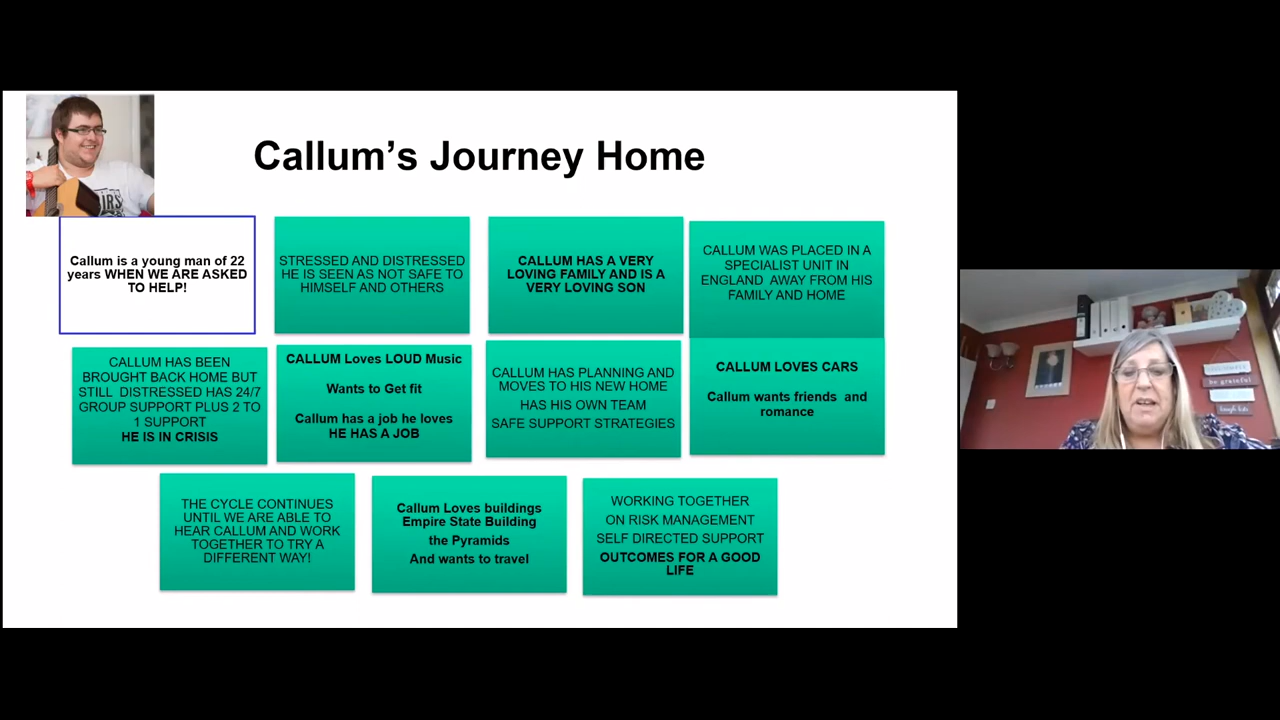 Callum's Journey Home
Callum is a young man of 22
years WHEN WE ARE ASKED
TO HELP!
STRESSED AND DISTRESSED
HE IS SEEN AS NOT SAFE TO
HIMSELF AND OTHERS
CALLUM HAS A VERY
LOVING FAMILY AND IS A
VERY LOVING SON
CALLUM WAS PLACED IN A
SPECIALIST UNIT IN
ENGLAND AWAY FROM HIS
FAMILY AND HOME
CALLUM HAS BEEN
BROUGHT BACK HOME BUT
STILL DISTRESSED HAS 24/7
GROUP SUPPORT PLUS 2 TO
1 SUPPORT
HE IS IN CRISIS
CALLUM Loves LOUD Music
Wants to Get fit
Callum has a job he loves
HE HAS A JOB
CALLUM HAS PLANNING AND
MOVES TO HIS NEW HOME
HAS HIS OWN TEAM
SAFE SUPPORT STRATEGIES
CALLUM LOVES CARS
Callum wants friends and
romance
THE CYCLE CONTINUES
UNTIL WE ARE ABLE TO
HEAR CALLUM AND WORK
TOGETHER TO TRY A
DIFFERENT WAY!
Callum Loves buildings
Empire State Building
the Pyramids
And wants to travel
WORKING TOGETHER
ON RISK MANAGEMENT
SELF DIRECTED SUPPORT
OUTCOMES FOR A GOOD
LIFE
be grateful
laugh lots